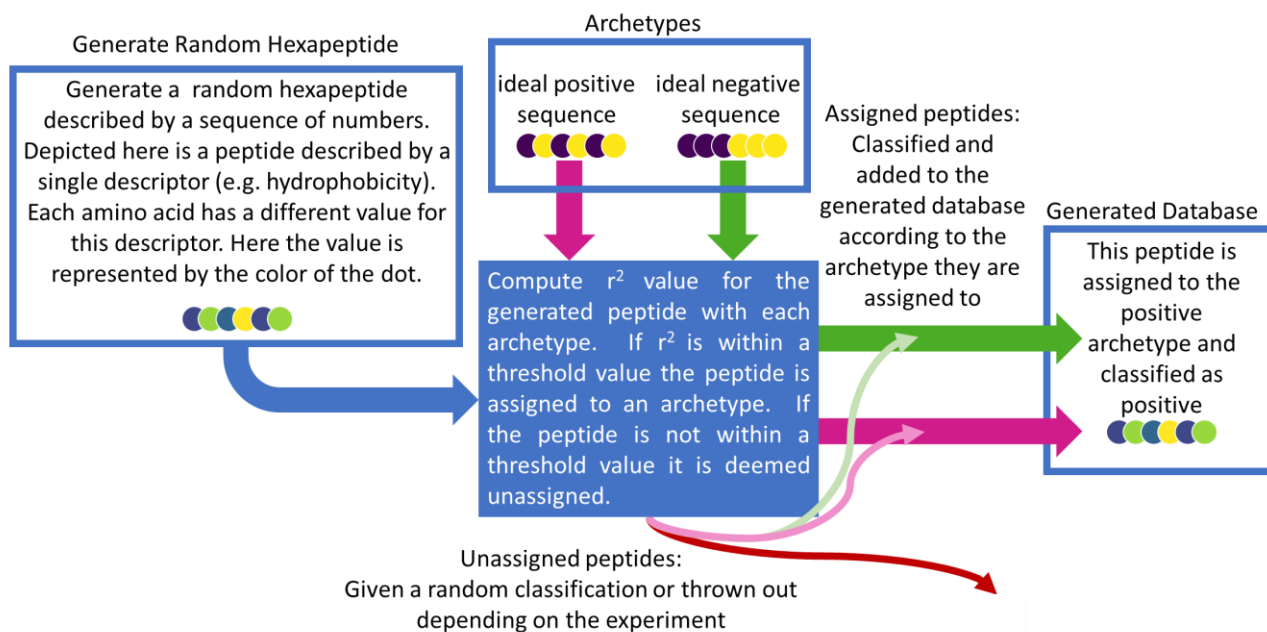 Generate Random Hexapeptide
Generate a random hexapeptide
described by a sequence of numbers.
Depicted here is a peptide described by a
single descriptor (e.g. hydrophobicity).
Each amino acid has a different value for
this descriptor. Here the value is
represented by the color of the dot.
Archetypes
ideal positive
sequence
ideal negative
sequence
Compute r² value for the
generated peptide with each
archetype. If r² is within a
threshold value the peptide is
assigned to an archetype. If
the peptide is not within a
threshold value it is deemed
unassigned.
Assigned peptides:
Classified and
added to the
generated database
according to the
archetype they are
assigned to
Generated Database
This peptide is
assigned to the
positive
archetype and
classified as
positive
Unassigned peptides:
Given a random classification or thrown out
depending on the experiment